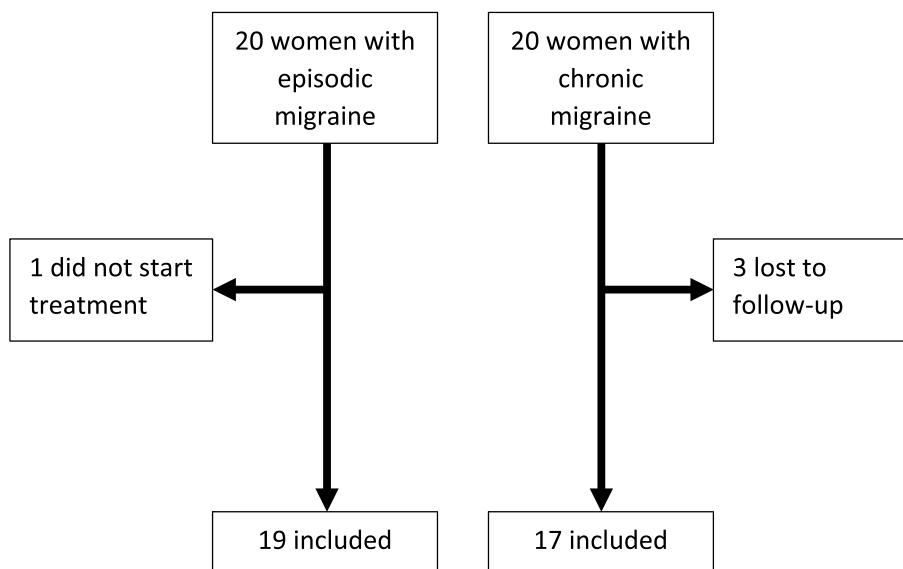 20 women with
episodic
migraine
20 women with
chronic
migraine
1 did not start
treatment
3 lost to
follow-up
19 included
17 included